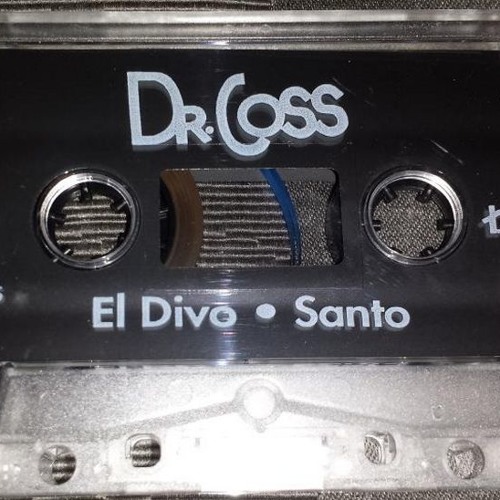 DR. COSS
El Divo • Santo